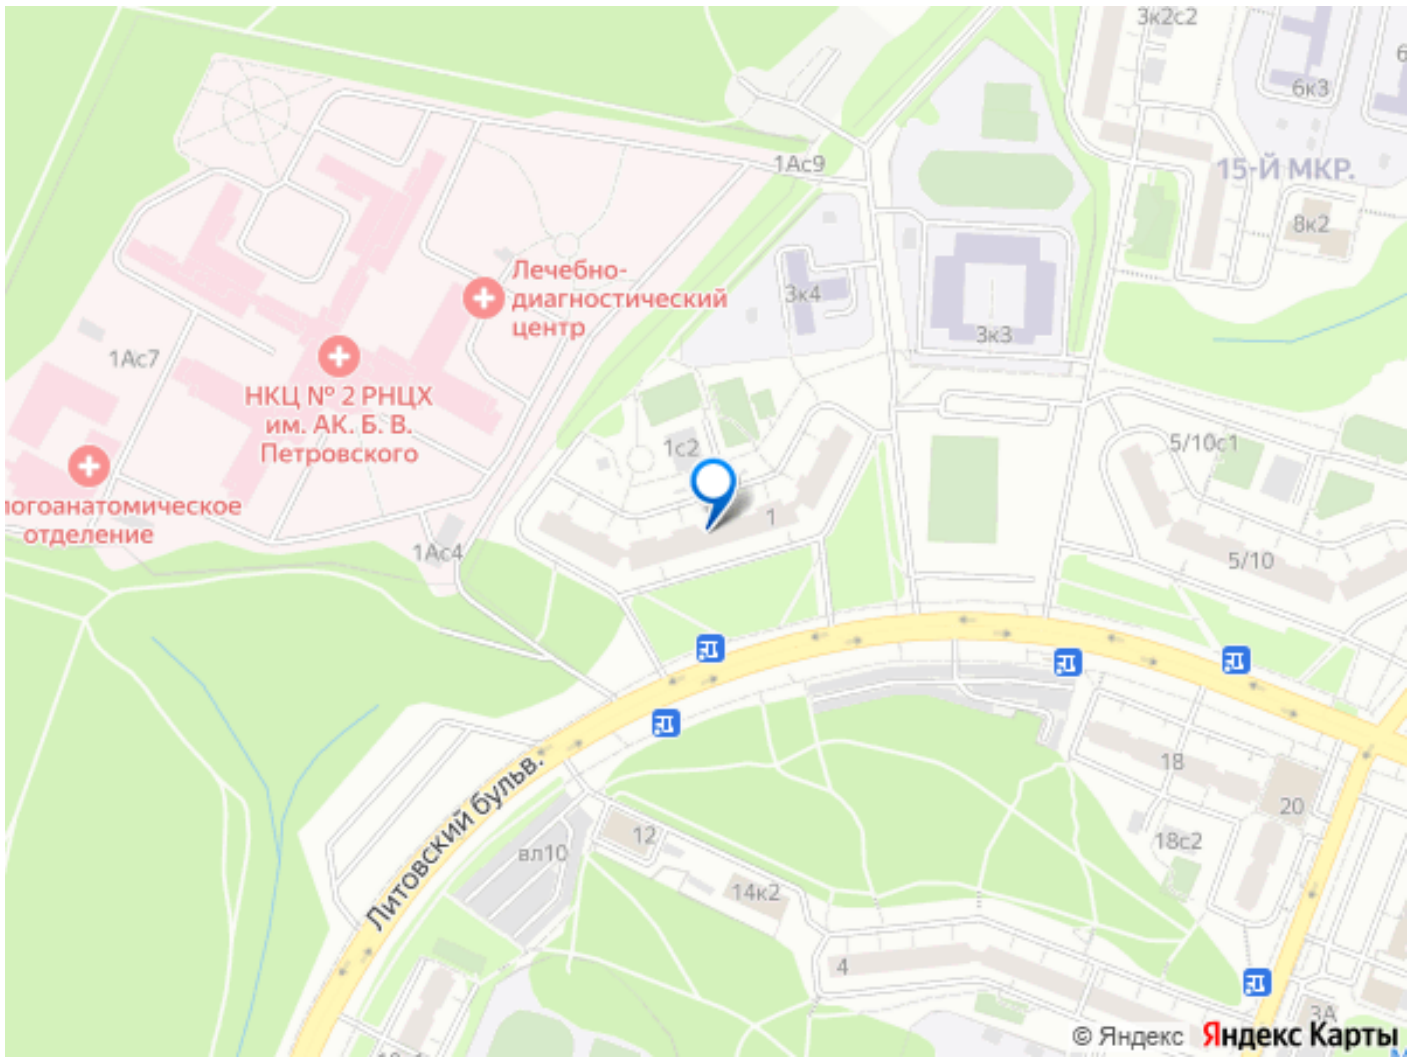 3к2с2
6к3
15-Й МКР.
8к2
1Ас9
Лечебно-
диагностический
центр
3к4
3к3
1Ас7
НКЦ № 2 РНЦХ
им. АК. Б. В.
Петровского
1с2
5/10с1
логоанатомическое
отделение
1
1Ас4
5/10
Литовский бульв.
18
20
12
вл10
18с2
14к2
4
3А
© Яндекс Яндекс Карты